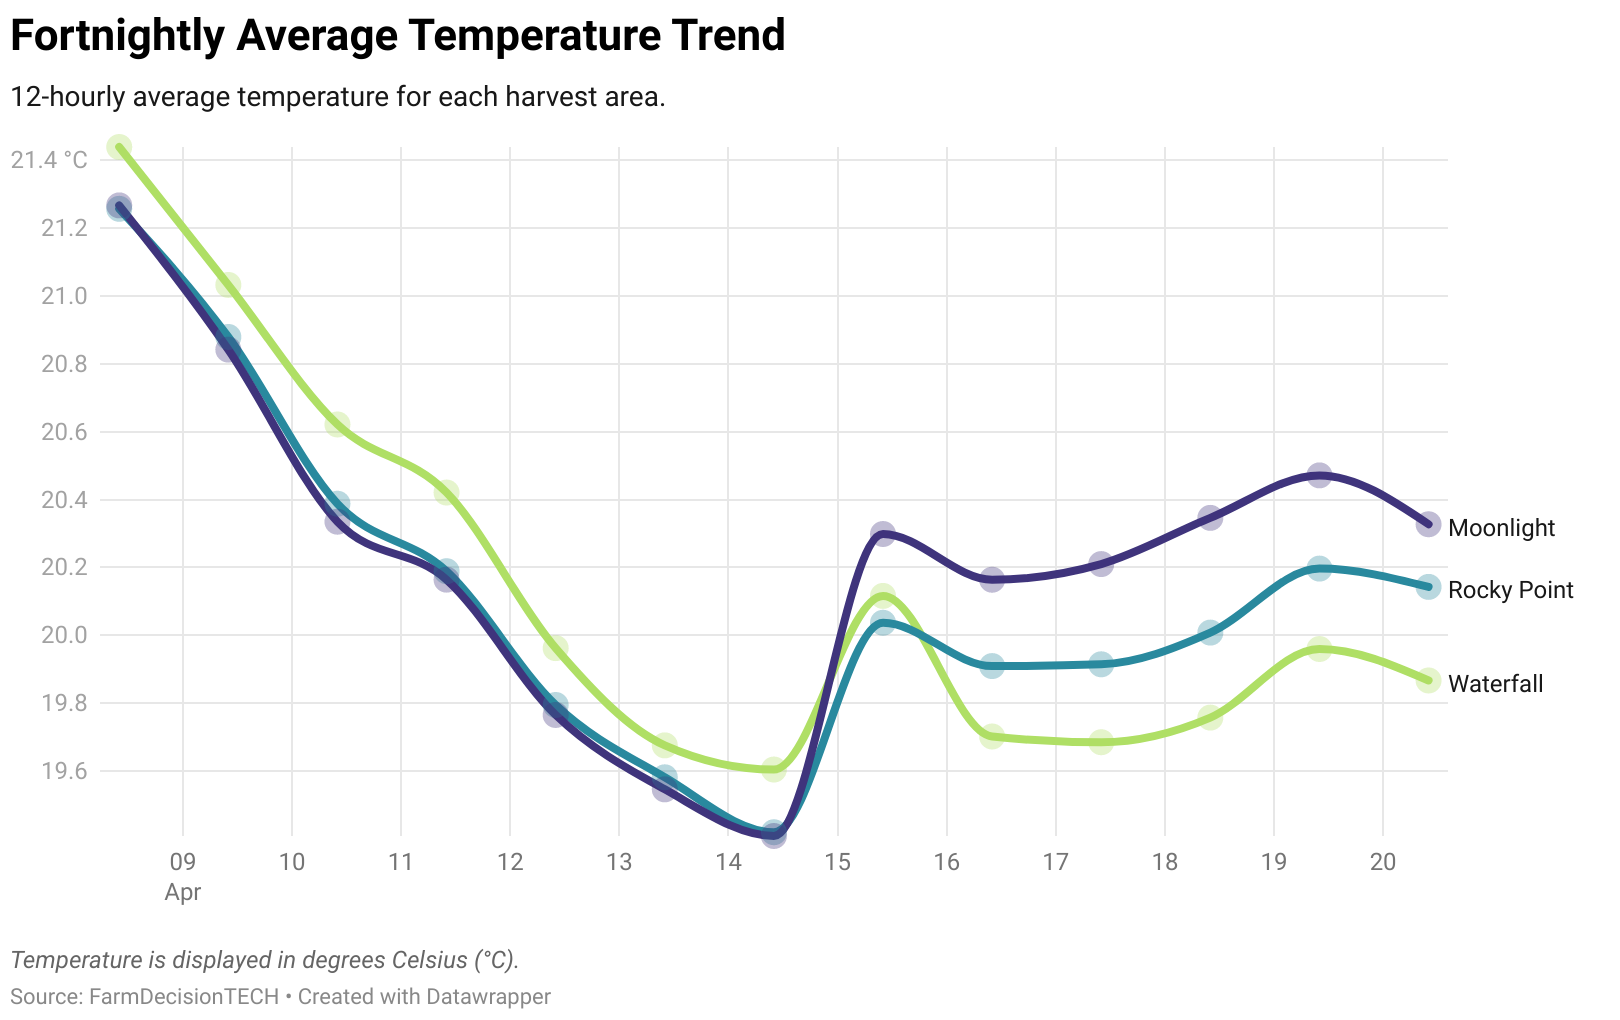 Fortnightly Average Temperature Trend
12-hourly average temperature for each harvest area.
21.4 °C
21.2
21.0
20.8
20.6
20.4
20.2
20.0
19.8
19.6
Moonlight
Rocky Point
Waterfall
09 10 11 12 13 14 15 16 17 18 19 20
Apr
Temperature is displayed in degrees Celsius (°C).
Source: FarmDecisionTECH • Created with Datawrapper